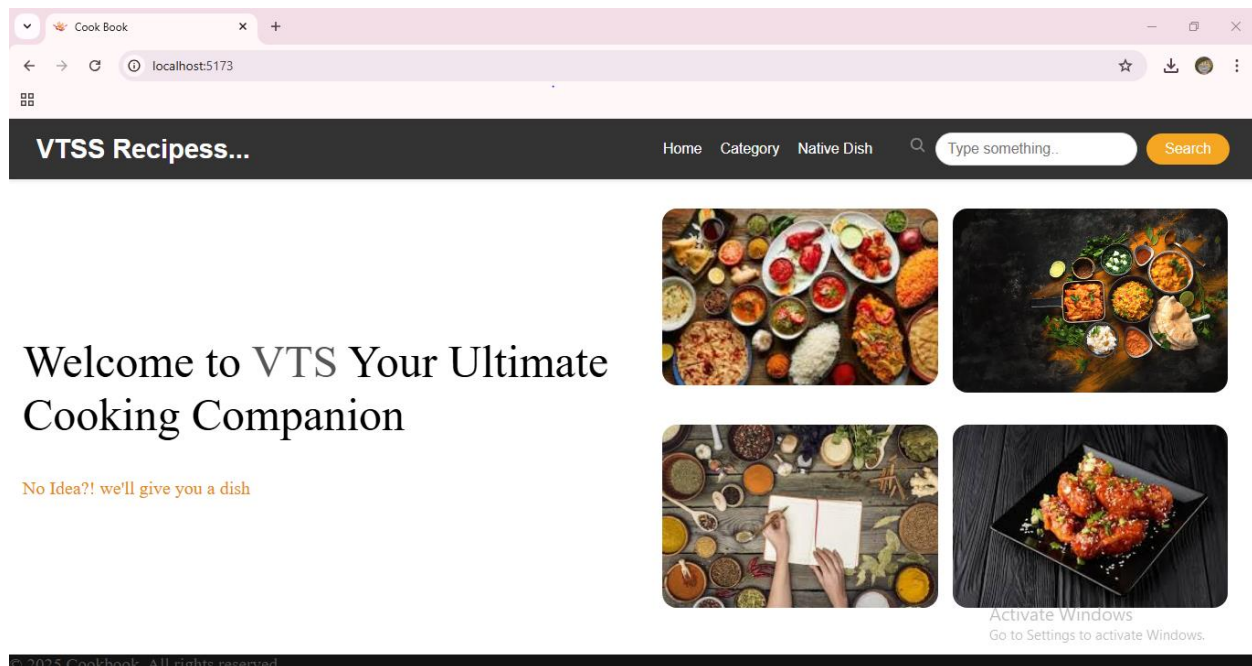 Cook Book
localhost:5173
VTSS Recipess...
Home Category Native Dish Type something.. Search
Welcome to VTS Your Ultimate
Cooking Companion
No Idea?! we'll give you a dish
Activate Windows
Go to Settings to activate Windows.
© 2025 Cookbook. All rights reserved